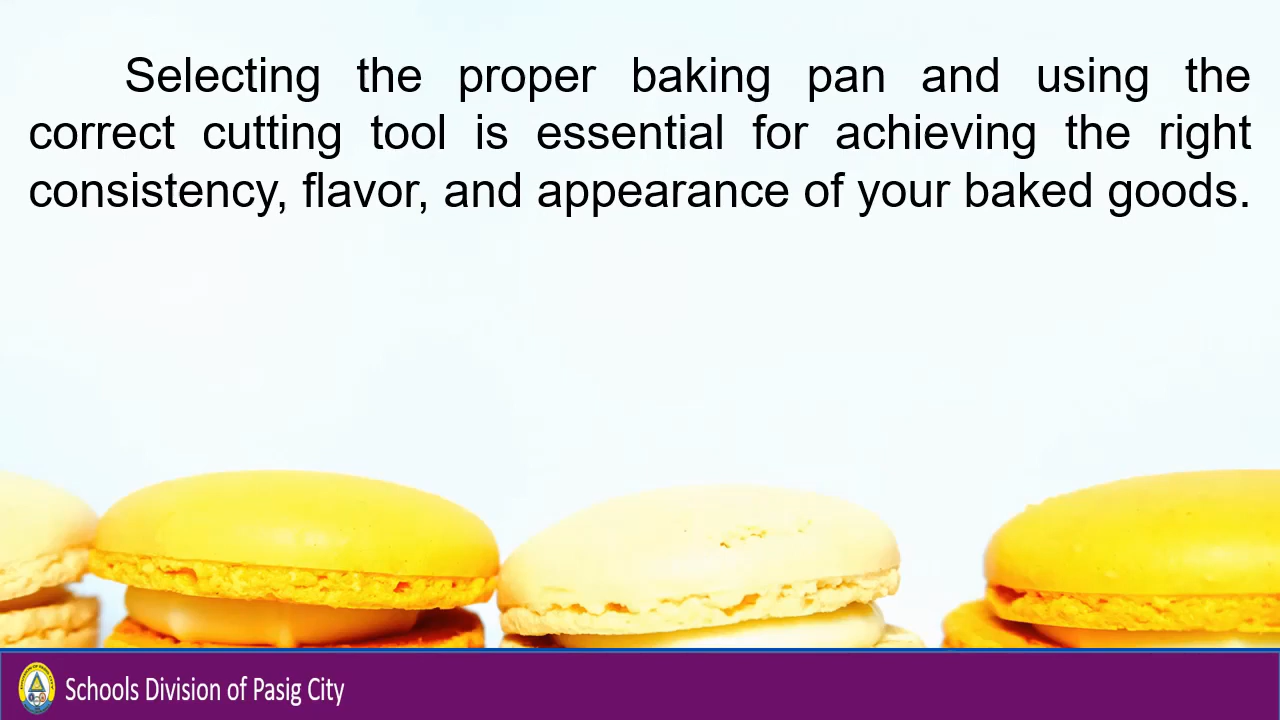 Selecting the proper baking pan and using the
correct cutting tool is essential for achieving the right
consistency, flavor, and appearance of your baked goods.
Schools Division of Pasig City